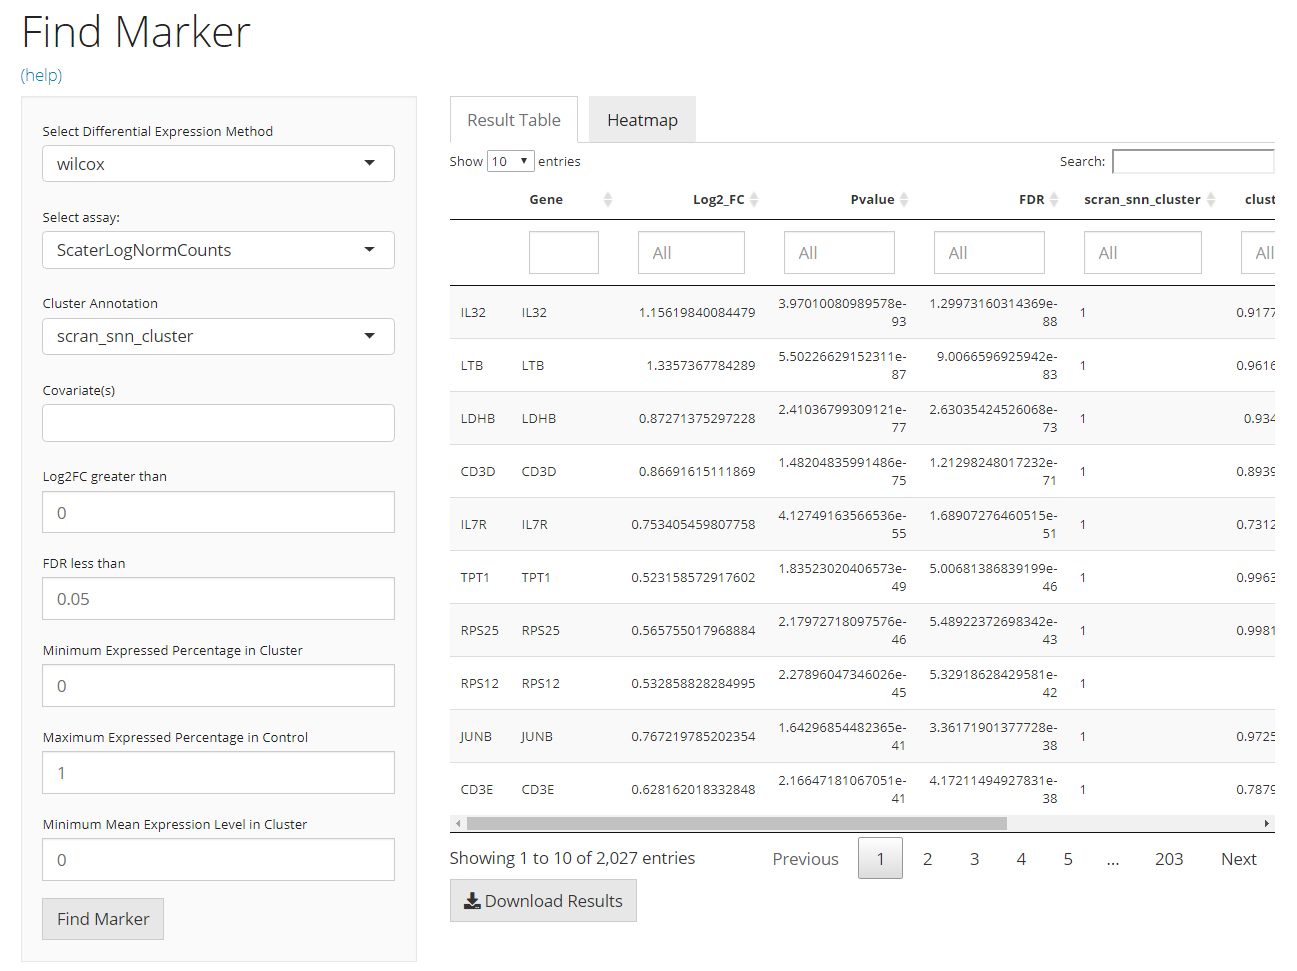 Find Marker
(help)
Select Differential Expression Method
wilcox
Select assay:
ScaterLogNormCounts
Cluster Annotation
scran_snn_cluster
Covariate(s)
Log2FC greater than
0
FDR less than
0.05
Minimum Expressed Percentage in Cluster
0
Maximum Expressed Percentage in Control
1
Minimum Mean Expression Level in Cluster
0
Find Marker
Result Table Heatmap
Show 10 entries Search:
Gene Log2_FC Pvalue FDR scran_snn_cluster clust
All All All All All
IL32 IL32 1.15619840084479 3.97010080989578e-93 1.29973160314369e-88 1 0.9177
LTB LTB 1.3357367784289 5.50226629152311e-87 9.0066596925942e-83 1 0.9616
LDHB LDHB 0.87271375297228 2.41036799309121e-77 2.63035424526068e-73 1 0.934
CD3D CD3D 0.86691615111869 1.48204835991486e-75 1.21298248017232e-71 1 0.8939
IL7R IL7R 0.753405459807758 4.12749163566536e-55 1.68907276460515e-51 1 0.7312
TPT1 TPT1 0.523158572917602 1.83523020406573e-49 5.00681386839199e-46 1 0.9963
RPS25 RPS25 0.565755017968884 2.17972718097576e-46 5.48922372698342e-43 1 0.9981
RPS12 RPS12 0.532858828284995 2.27896047346026e-45 5.32918628429581e-42 1
JUNB JUNB 0.767219785202354 1.64296854482365e-41 3.36171901377728e-38 1 0.9725
CD3E CD3E 0.628162018332848 2.16647181067051e-41 4.17211494927831e-38 1 0.7879
Showing 1 to 10 of 2,027 entries Previous 1 2 3 4 5 ... 203 Next
Download Results